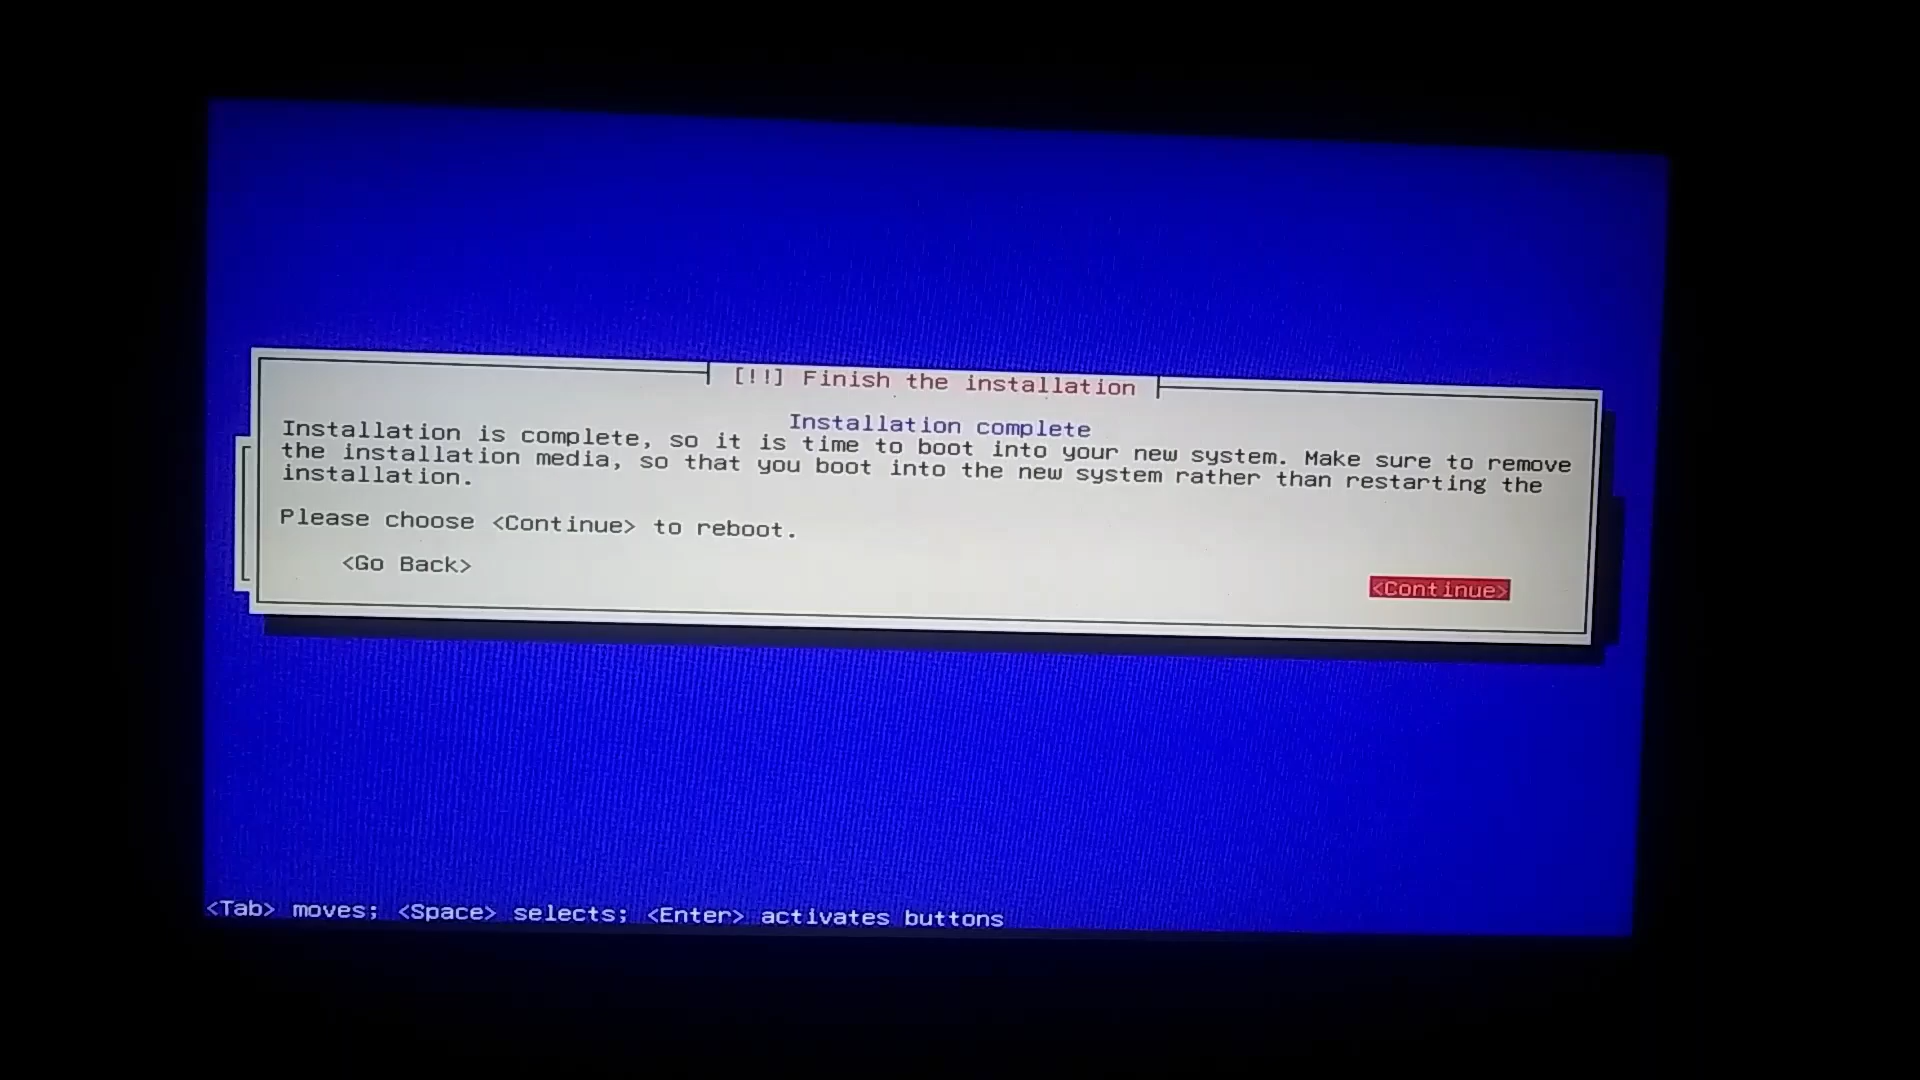 [!!] Finish the installation
Installation complete
Installation is complete, so it is time to boot into your new system. Make sure to remove
the installation media, so that you boot into the new system rather than restarting the
installation.
Please choose <Continue> to reboot.
<Go Back>
<Continue>
<Tab> moves; <Space> selects; <Enter> activates buttons